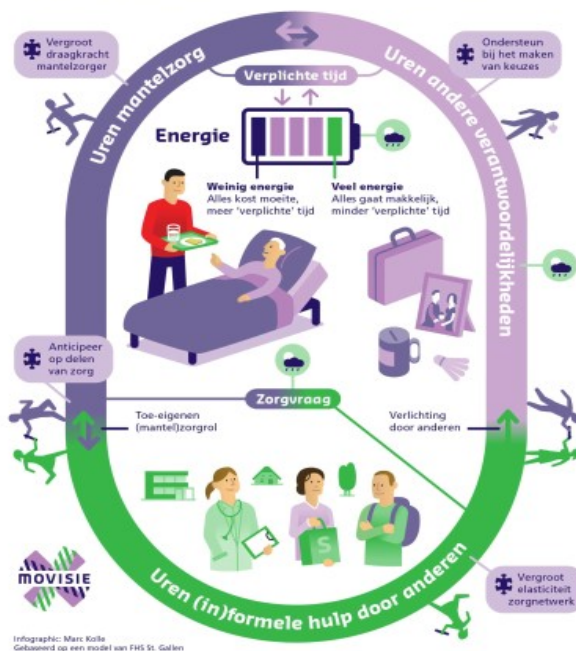 Vergroot
draagkracht
mantelzorger
Ondersteun
bij het maken
van keuzes
Uren mantelzorg
Verplichte tijd
Uren andere verantwoordelijkheden
Energie
Weinig energie
Alles kost moeite,
meer ‘verplichte’ tijd
Veel energie
Alles gaat makkelijk,
minder ‘verplichte’ tijd
Anticipeer
op delen
van zorg
Zorgvraag
Toe-eigenen
(mantel)zorgrol
Verlichting
door anderen
S
Uren (in)formele hulp door anderen
Vergroot
elasticiteit
zorgnetwerk
MOVISIE
Infographic: Marc Kolle
Gebaseerd op een model van FHS St. Gallen